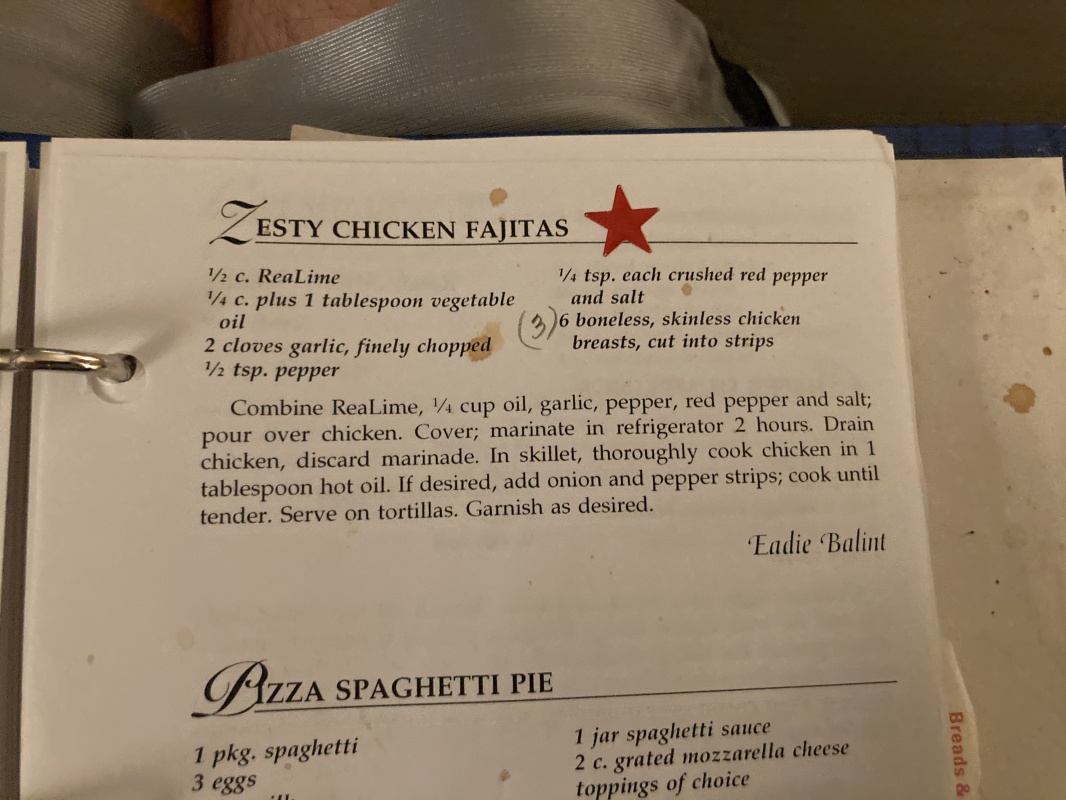 ZESTY CHICKEN FAJITAS
½ c. ReaLime
¼ c. plus 1 tablespoon vegetable
oil
2 cloves garlic, finely chopped
½ tsp. pepper
¼ tsp. each crushed red pepper
and salt
(3) 6 boneless, skinless chicken
breasts, cut into strips
Combine ReaLime, ¼ cup oil, garlic, pepper, red pepper and salt;
pour over chicken. Cover; marinate in refrigerator 2 hours. Drain
chicken, discard marinade. In skillet, thoroughly cook chicken in 1
tablespoon hot oil. If desired, add onion and pepper strips; cook until
tender. Serve on tortillas. Garnish as desired.
Eadie Balint
PIZZA SPAGHETTI PIE
1 pkg. spaghetti
3 eggs
1 jar spaghetti sauce
2 c. grated mozzarella cheese
toppings of choice
Breads &